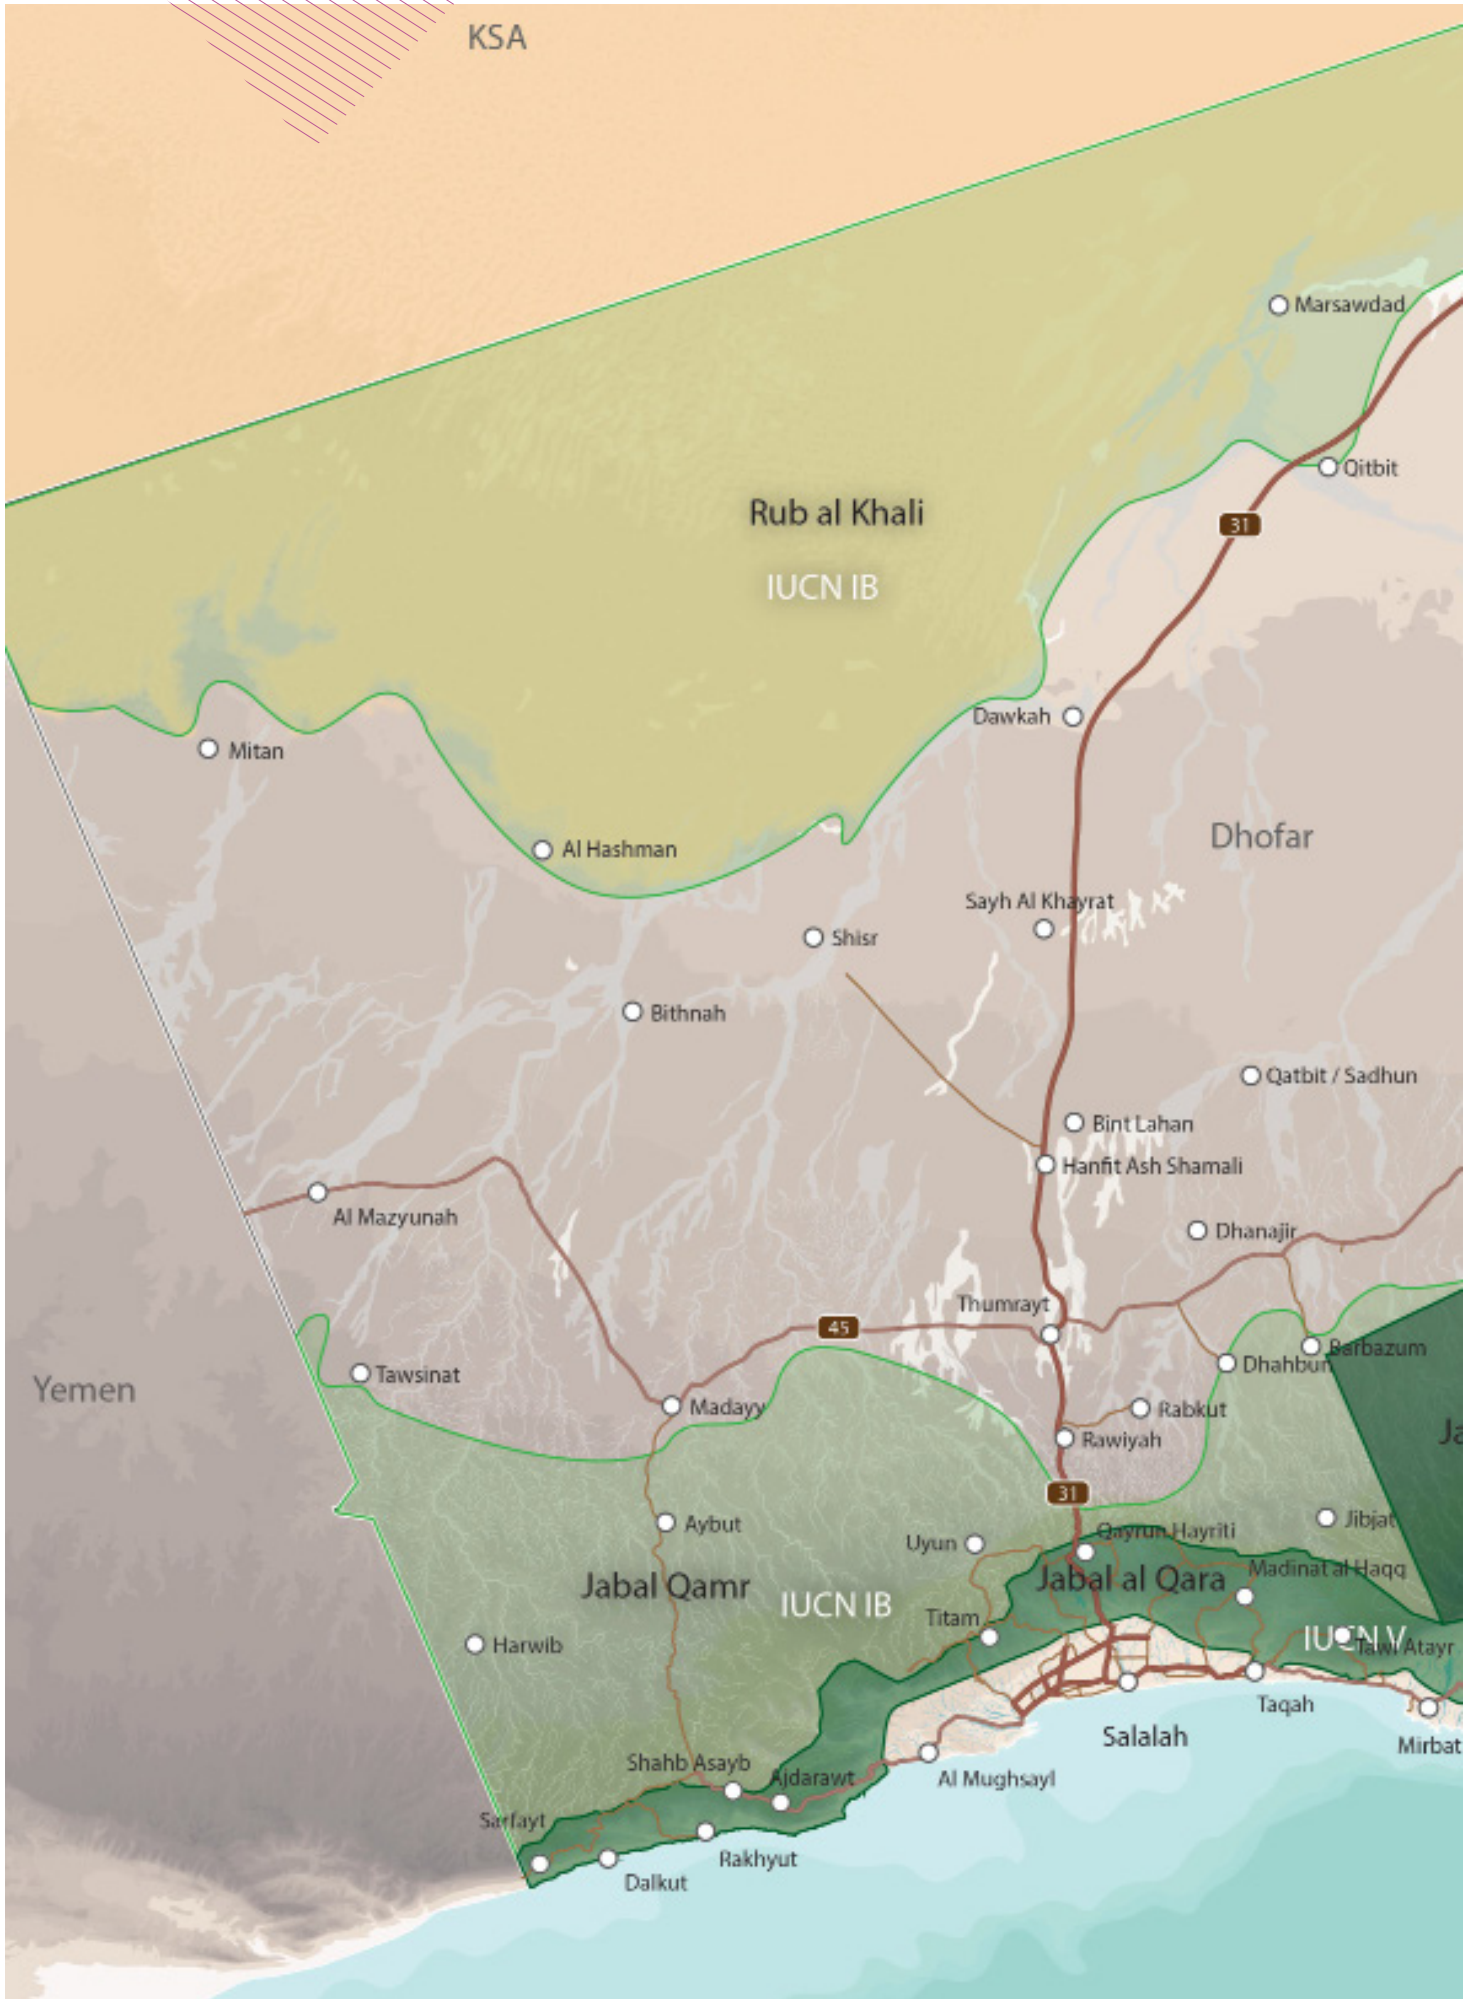 KSA
Marsawdad
Qitbit
Rub al Khali
31
IUCN IB
Dawkah
Mitan
Dhofar
Al Hashman
Sayh Al Khayrat
Shisr
Bithnah
Qatbit / Sadhun
Bint Lahan
Hanfit Ash Shamali
Al Mazyunah
Dhanajir
Thumrayt
45
Barbazum
Dhahbun
Tawsinat
Yemen
Madayy
Rabkut
Ja
Rawiyah
31
Jibjat
Aybut
Qayrun Hayriti
Uyun
Madinat al Haqq
Jabal al Qara
Jabal Qamr
IUCN IB
Titam
IUCN V
Harwib
Tawi Atayr
Taqah
Salalah
Mirbat
Shahb Asayb
Ajdarawt
Al Mughsayl
Sarfayt
Rakhyut
Dalkut